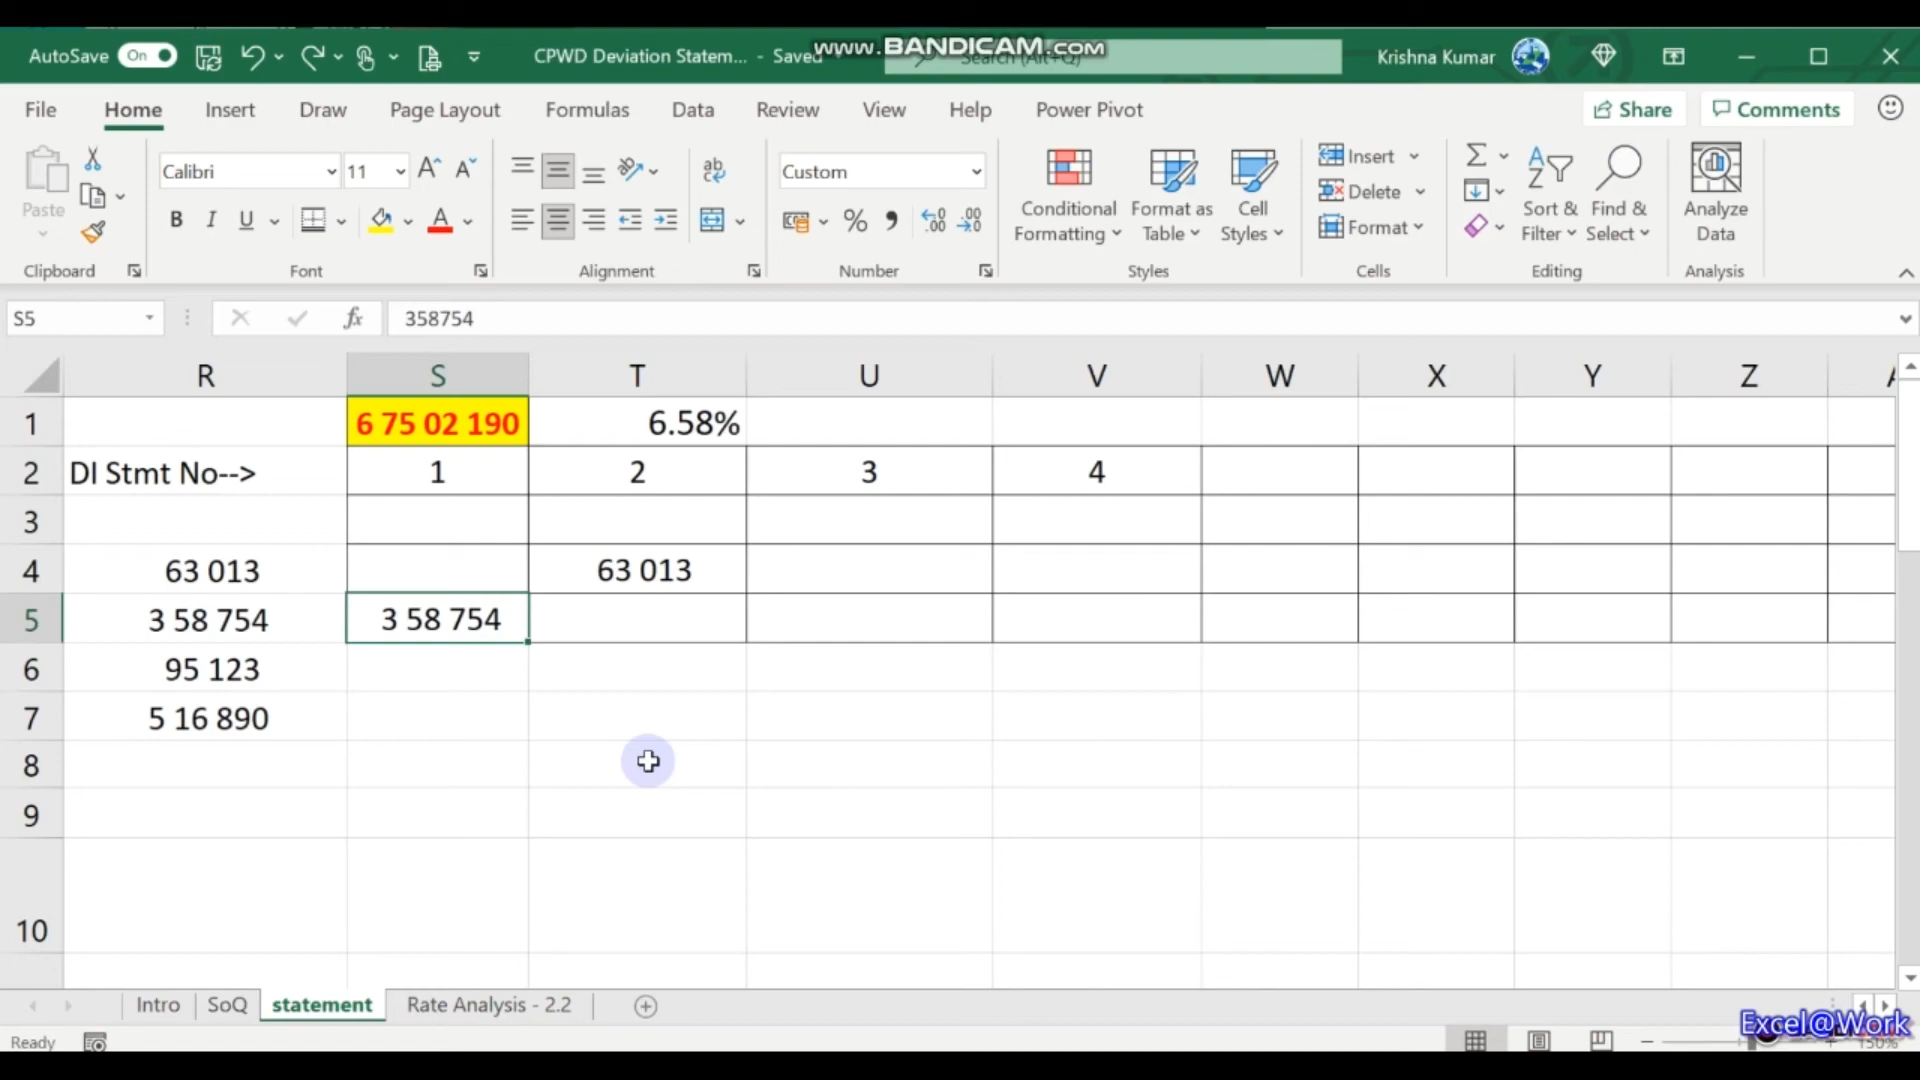 AutoSave On CPWD Deviation Statem... - Saved www.BANDICAM.COM Search (Alt+Q) Krishna Kumar
File Home Insert Draw Page Layout Formulas Data Review View Help Power Pivot Share Comments
Calibri 11 Custom Insert
Paste Delete
Conditional Formatting Format as Table Cell Styles Format Sort & Filter Find & Select Analyze Data
Clipboard Font Alignment Number Styles Cells Editing Analysis
S5 fx 358754
R S T U V W X Y Z
1 6 75 02 190 6.58%
2 DI Stmt No--> 1 2 3 4
3
4 63 013 63 013
5 3 58 754 3 58 754
6 95 123
7 5 16 890
8
9
10
Intro SoQ statement Rate Analysis - 2.2
Excel@Work
Ready 150%